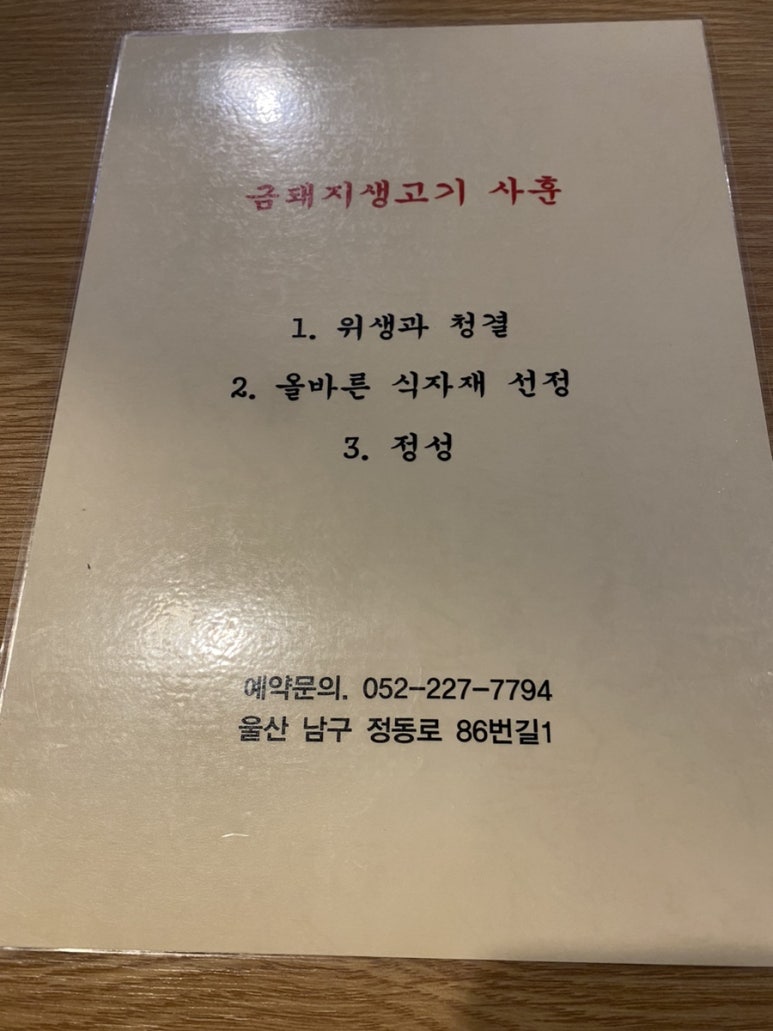 금돼지생고기 사훈
1. 위생과 청결
2. 올바른 식자재 선정
3. 정성
예약문의. 052-227-7794
울산 남구 정동로 86번길1